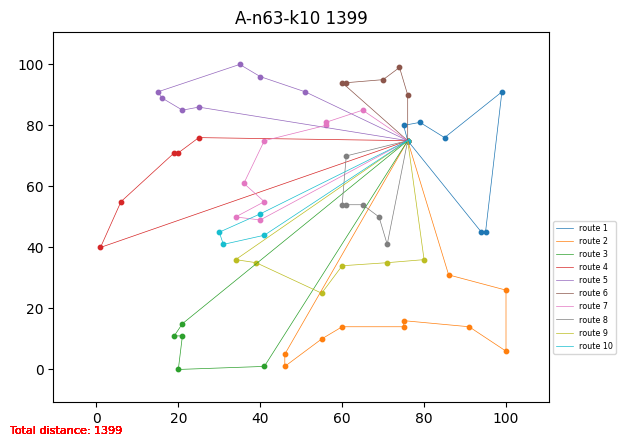 A-n63-k10 1399
100
80
60
40
20
0
0
20
40
60
80
100
route 1
route 2
route 3
route 4
route 5
route 6
route 7
route 8
route 9
route 10
Total distance: 1399